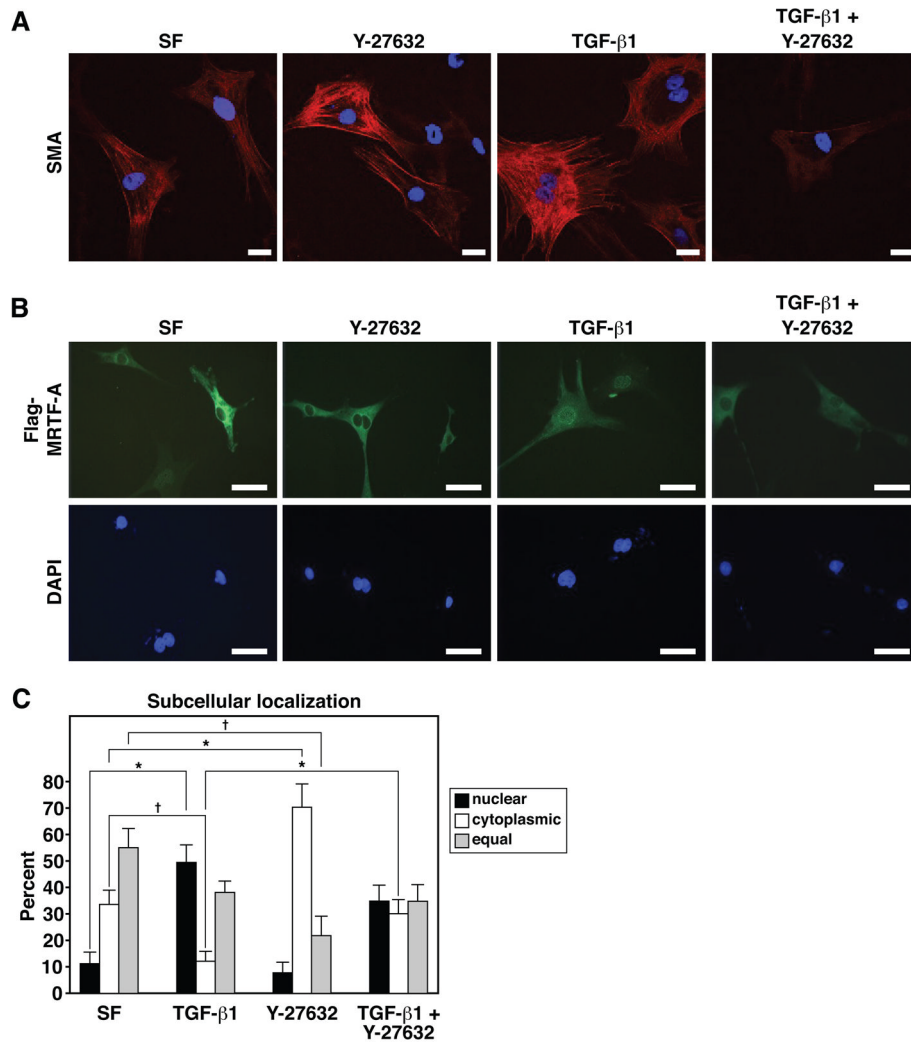 A
SF
Y-27632
TGF-β1
TGF-β1 +
Y-27632
SMA
B
SF
Y-27632
TGF-β1
TGF-β1 +
Y-27632
Flag-
MRTF-A
DAPI
C
Subcellular localization
†
*
*
*
†
80
70
60
50
40
30
20
10
0
Percent
nuclear
cytoplasmic
equal
SF
TGF-β1
Y-27632
TGF-β1 +
Y-27632